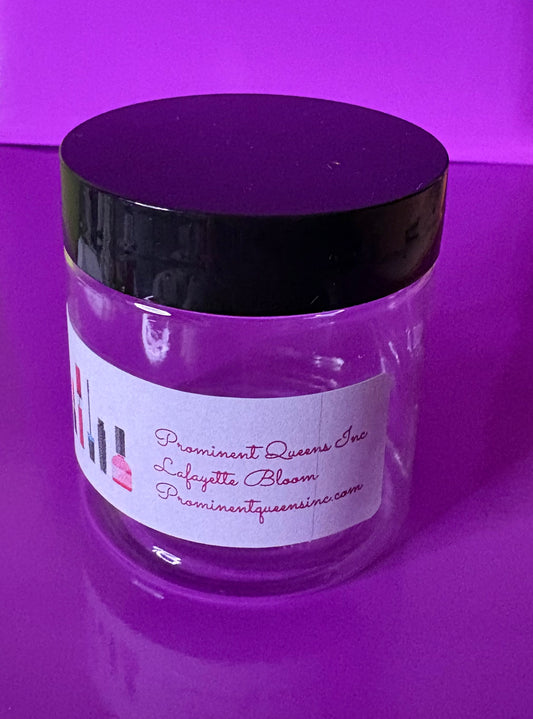 Prominent Queens Inc
Lafayette Bloom
Prominentqueensinc.com